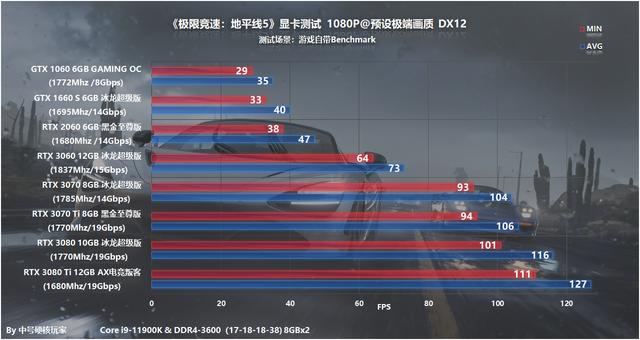 《极限竞速：地平线5》显卡测试 1080P@预设极端画质 DX12
测试场景：游戏自带Benchmark
MIN
AVG
GTX 1060 6GB GAMING OC
(1772Mhz /8Gbps)
29
35
GTX 1660 S 6GB 冰龙超级版
(1695Mhz/14Gbps)
33
40
RTX 2060 6GB 黑金至尊版
(1680Mhz /14Gbps)
38
47
RTX 3060 12GB 冰龙超级版
(1837Mhz/15Gbps)
64
73
RTX 3070 8GB 冰龙超级版
(1785Mhz/14Gbps)
93
104
RTX 3070 Ti 8GB 黑金至尊版
(1770Mhz/19Gbps)
94
106
RTX 3080 10GB 冰龙超级版
(1770Mhz/19Gbps)
101
116
RTX 3080 Ti 12GB AX电竞叛客
(1680Mhz/19Gbps)
111
127
0 20 40 60 80 100 120
FPS
By 中号硬核玩家 Core i9-11900K & DDR4-3600 (17-18-18-38) 8GBx2